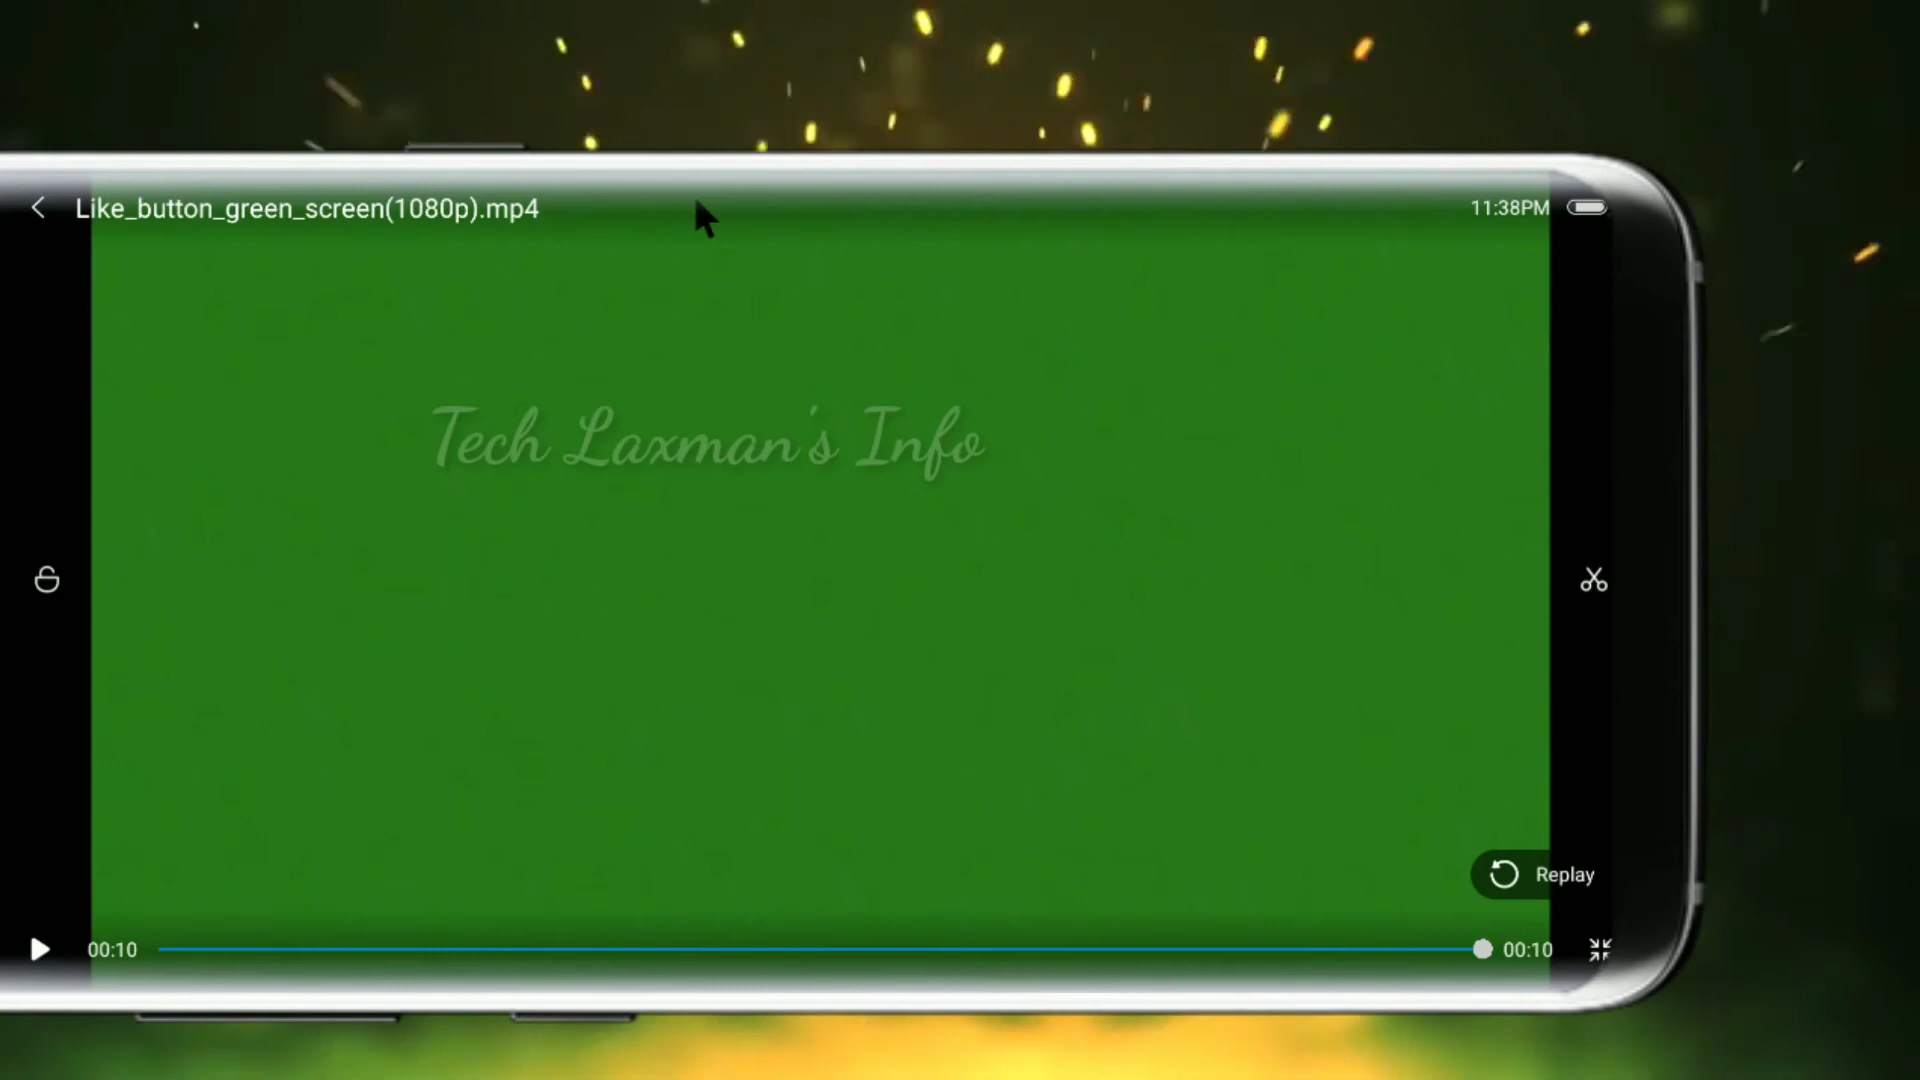 Like_button_green_screen(1080p).mp4
11:38PM
Tech Laxman's Info
Replay
00:10
00:10